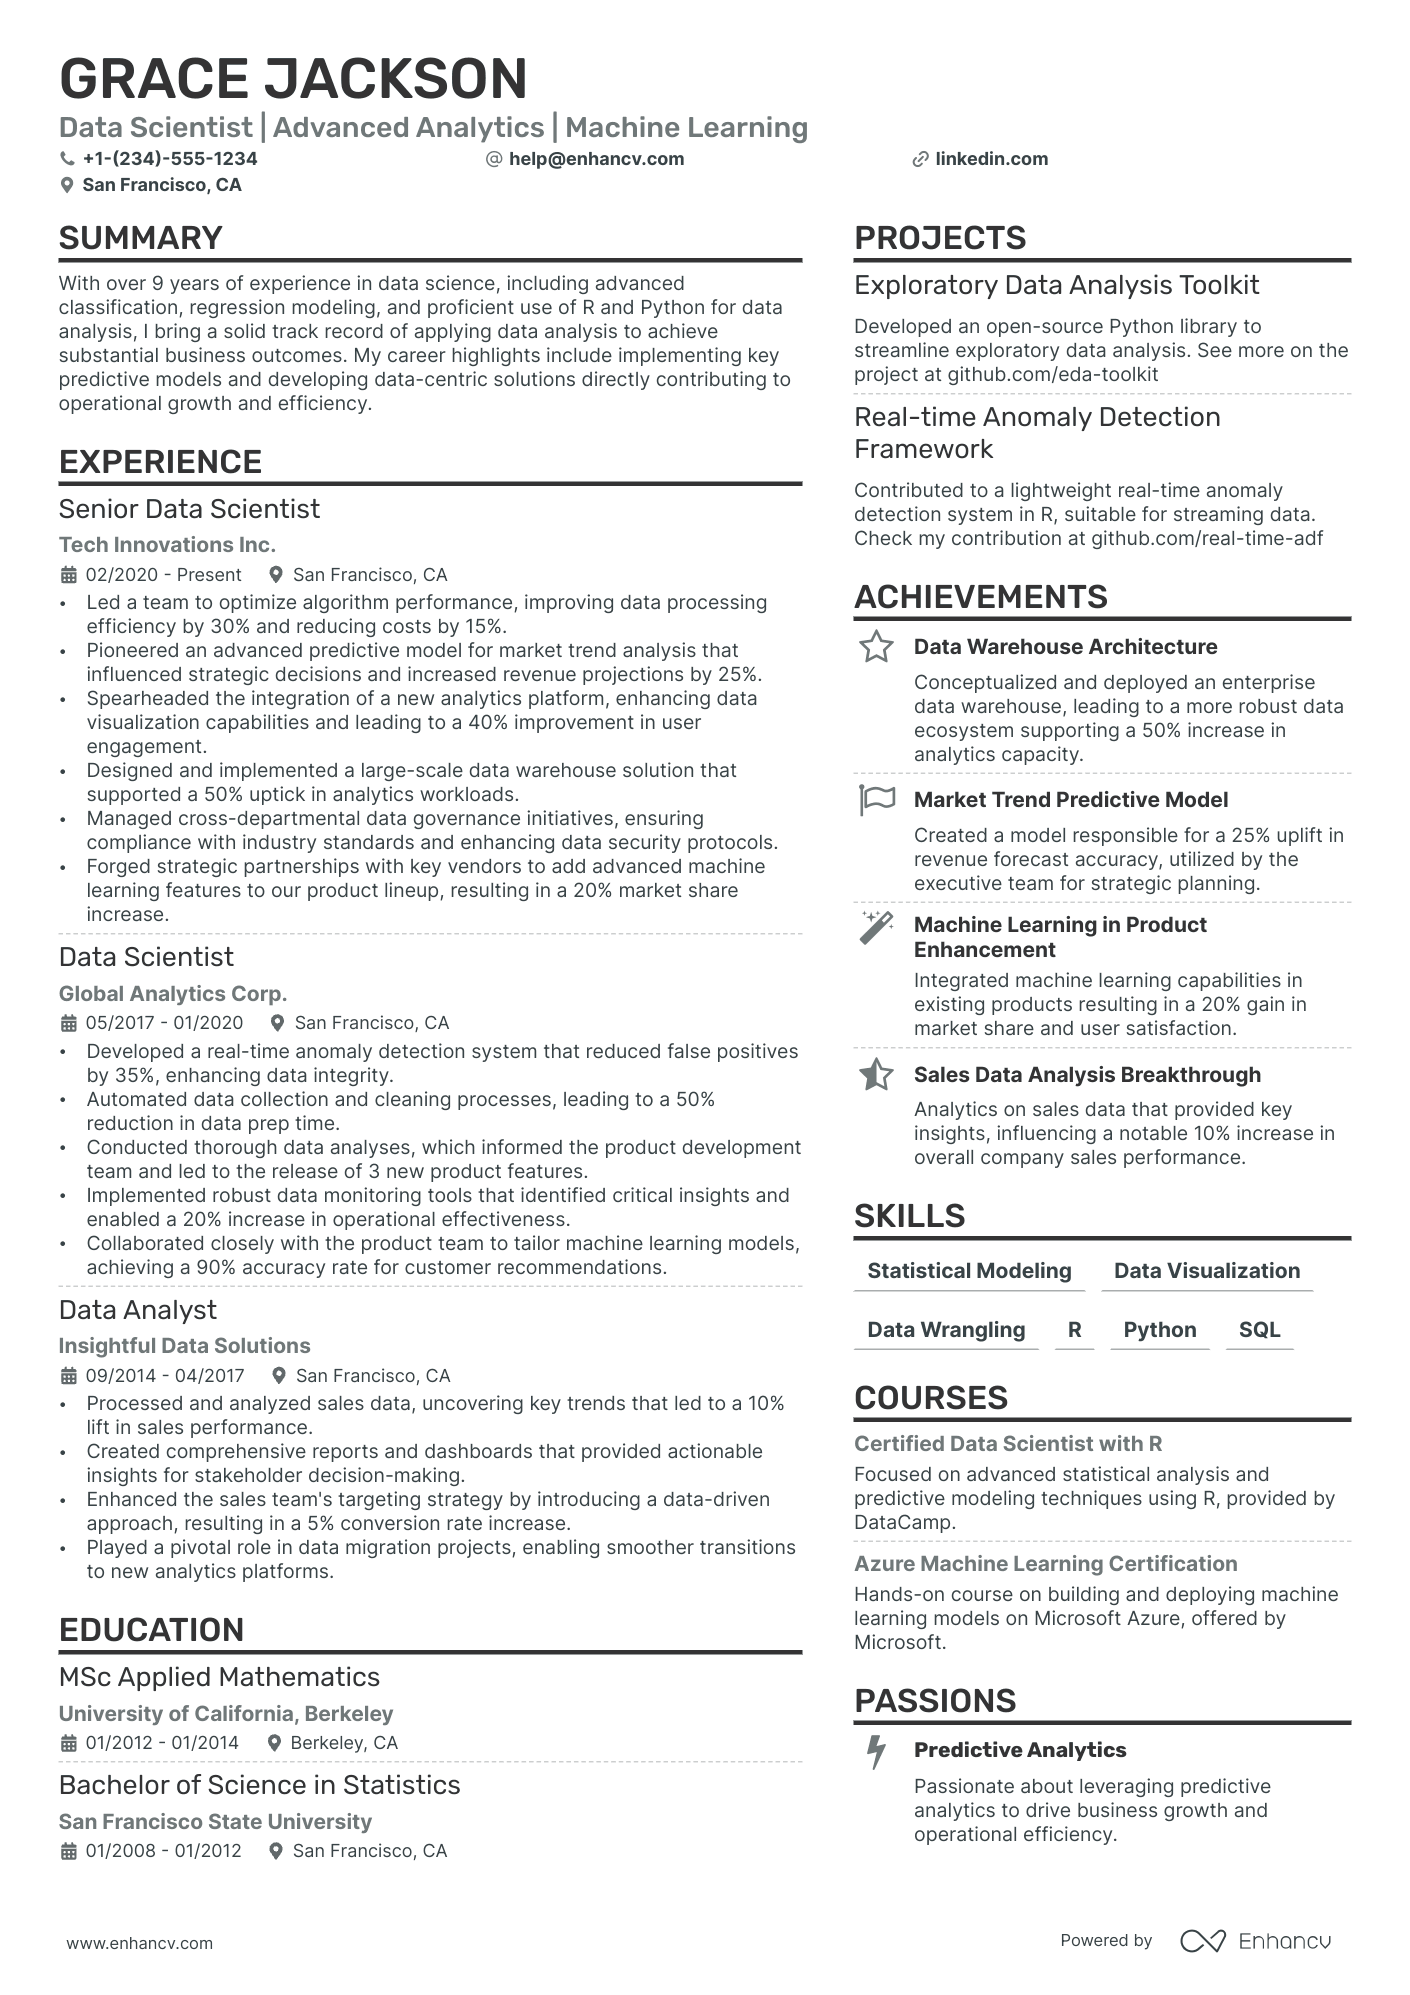 GRACE JACKSON
Data Scientist | Advanced Analytics | Machine Learning
+1-(234)-555-1234
help@enhancv.com
linkedin.com
San Francisco, CA
SUMMARY
With over 9 years of experience in data science, including advanced
classification, regression modeling, and proficient use of R and Python for data
analysis, I bring a solid track record of applying data analysis to achieve
substantial business outcomes. My career highlights include implementing key
predictive models and developing data-centric solutions directly contributing to
operational growth and efficiency.
EXPERIENCE
Senior Data Scientist
Tech Innovations Inc.
02/2020 - Present San Francisco, CA
• Led a team to optimize algorithm performance, improving data processing
efficiency by 30% and reducing costs by 15%.
• Pioneered an advanced predictive model for market trend analysis that
influenced strategic decisions and increased revenue projections by 25%.
• Spearheaded the integration of a new analytics platform, enhancing data
visualization capabilities and leading to a 40% improvement in user
engagement.
• Designed and implemented a large-scale data warehouse solution that
supported a 50% uptick in analytics workloads.
• Managed cross-departmental data governance initiatives, ensuring
compliance with industry standards and enhancing data security protocols.
• Forged strategic partnerships with key vendors to add advanced machine
learning features to our product lineup, resulting in a 20% market share
increase.
Data Scientist
Global Analytics Corp.
05/2017 - 01/2020 San Francisco, CA
• Developed a real-time anomaly detection system that reduced false positives
by 35%, enhancing data integrity.
• Automated data collection and cleaning processes, leading to a 50%
reduction in data prep time.
• Conducted thorough data analyses, which informed the product development
team and led to the release of 3 new product features.
• Implemented robust data monitoring tools that identified critical insights and
enabled a 20% increase in operational effectiveness.
• Collaborated closely with the product team to tailor machine learning models,
achieving a 90% accuracy rate for customer recommendations.
Data Analyst
Insightful Data Solutions
09/2014 - 04/2017 San Francisco, CA
• Processed and analyzed sales data, uncovering key trends that led to a 10%
lift in sales performance.
• Created comprehensive reports and dashboards that provided actionable
insights for stakeholder decision-making.
• Enhanced the sales team's targeting strategy by introducing a data-driven
approach, resulting in a 5% conversion rate increase.
• Played a pivotal role in data migration projects, enabling smoother transitions
to new analytics platforms.
EDUCATION
MSc Applied Mathematics
University of California, Berkeley
01/2012 - 01/2014 Berkeley, CA
Bachelor of Science in Statistics
San Francisco State University
01/2008 - 01/2012 San Francisco, CA
PROJECTS
Exploratory Data Analysis Toolkit
Developed an open-source Python library to
streamline exploratory data analysis. See more on the
project at github.com/eda-toolkit
Real-time Anomaly Detection
Framework
Contributed to a lightweight real-time anomaly
detection system in R, suitable for streaming data.
Check my contribution at github.com/real-time-adf
ACHIEVEMENTS
Data Warehouse Architecture
Conceptualized and deployed an enterprise
data warehouse, leading to a more robust data
ecosystem supporting a 50% increase in
analytics capacity.
Market Trend Predictive Model
Created a model responsible for a 25% uplift in
revenue forecast accuracy, utilized by the
executive team for strategic planning.
Machine Learning in Product
Enhancement
Integrated machine learning capabilities in
existing products resulting in a 20% gain in
market share and user satisfaction.
Sales Data Analysis Breakthrough
Analytics on sales data that provided key
insights, influencing a notable 10% increase in
overall company sales performance.
SKILLS
Statistical Modeling Data Visualization
Data Wrangling R Python SQL
COURSES
Certified Data Scientist with R
Focused on advanced statistical analysis and
predictive modeling techniques using R, provided by
DataCamp.
Azure Machine Learning Certification
Hands-on course on building and deploying machine
learning models on Microsoft Azure, offered by
Microsoft.
PASSIONS
Predictive Analytics
Passionate about leveraging predictive
analytics to drive business growth and
operational efficiency.
www.enhancv.com
Powered by Enhancv